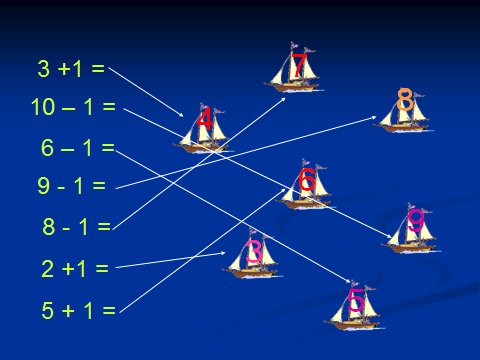 3 +1 =
10 – 1 =
6 – 1 =
9 - 1 =
8 - 1 =
2 +1 =
5 + 1 =
7
8
4
6
9
3
5